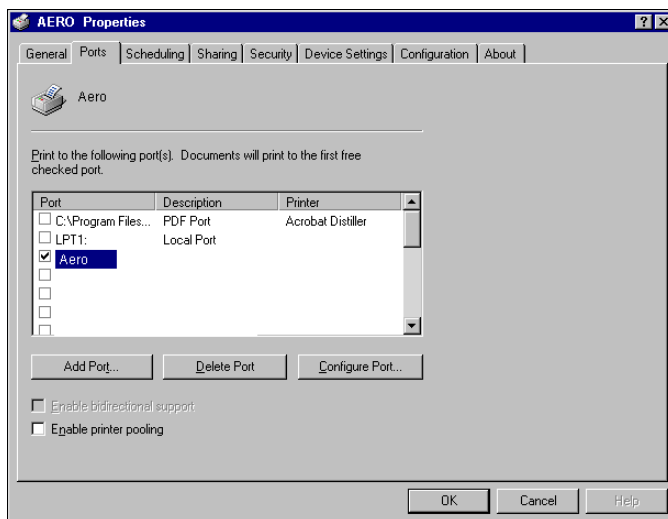 AERO Properties
General Ports Scheduling Sharing Security Device Settings Configuration About
Aero
Print to the following port(s). Documents will print to the first free
checked port.
Port Description Printer
C:\Program Files... PDF Port Acrobat Distiller
LPT1: Local Port
Aero
Add Port... Delete Port Configure Port...
Enable bidirectional support
Enable printer pooling
OK Cancel Help